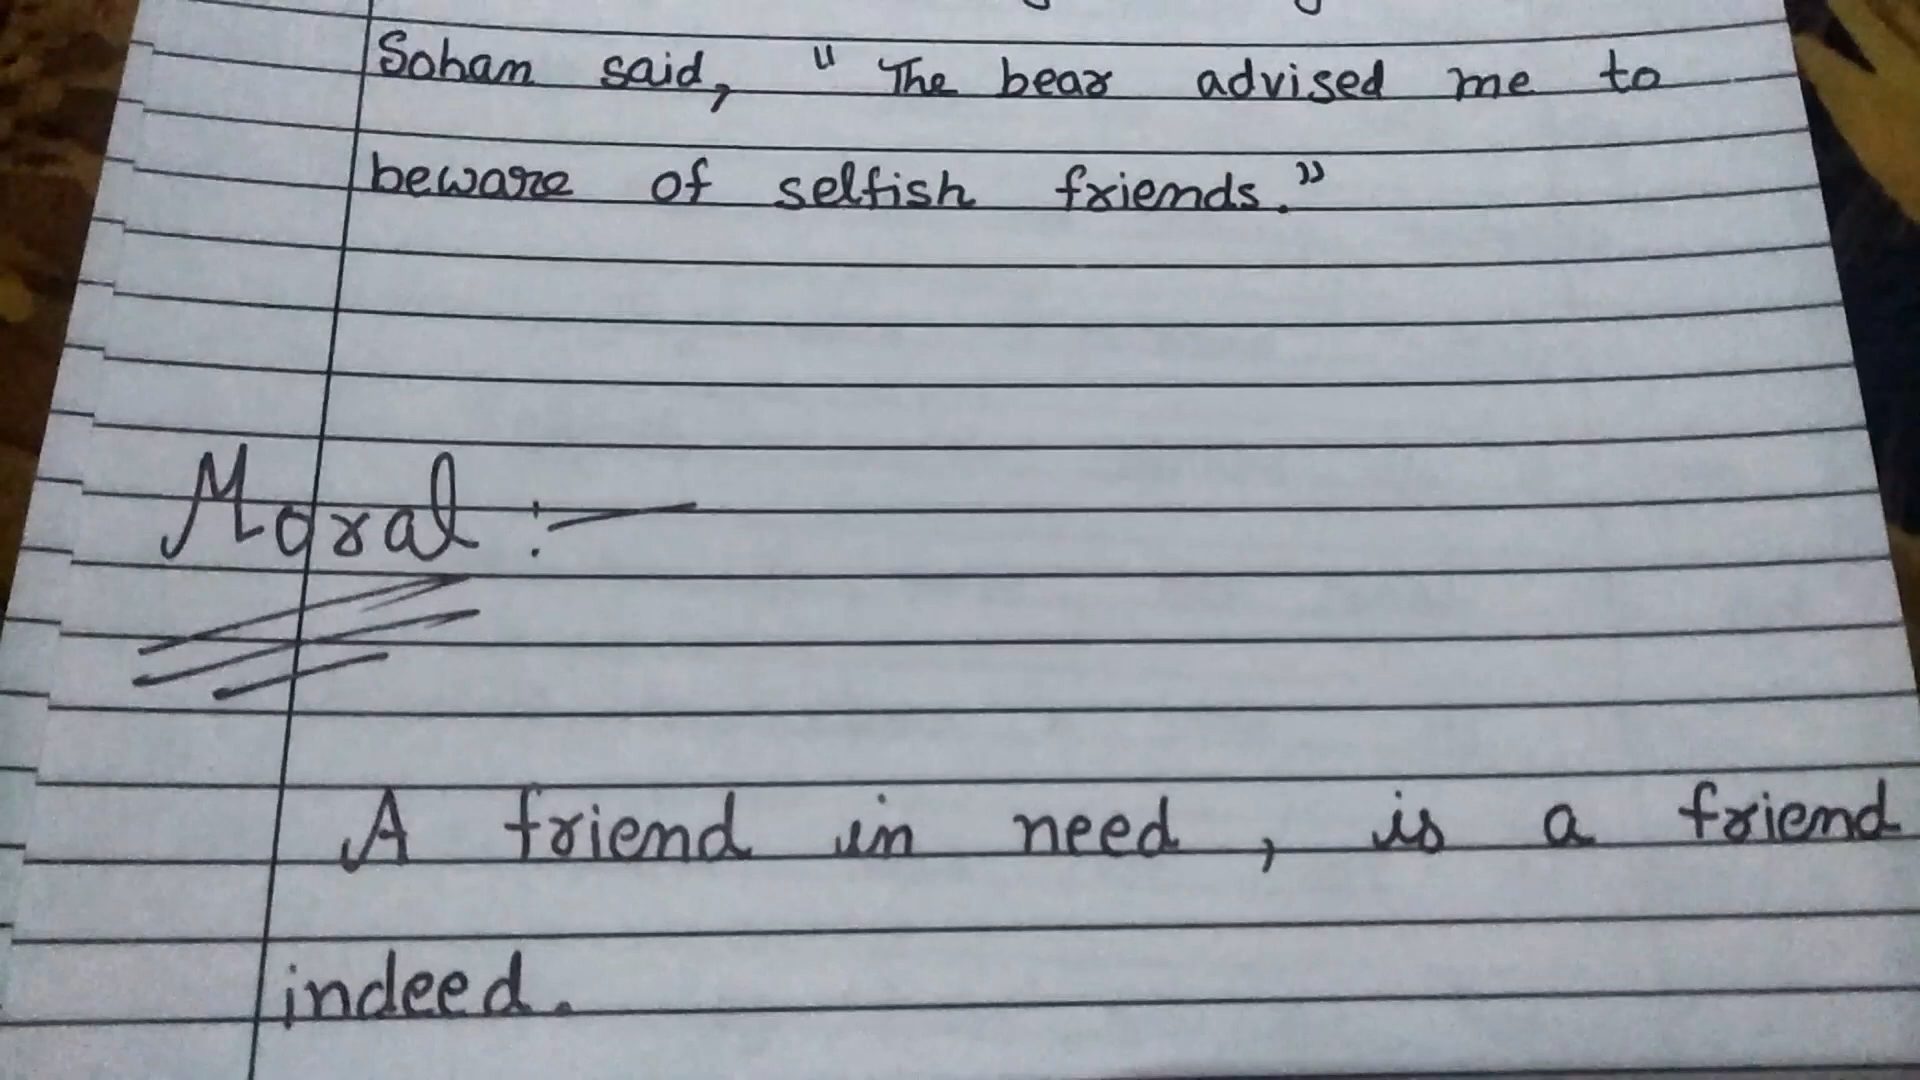 Soham said, " The bear advised me to
beware of selfish friends."
Moral :-
A friend in need , is a friend
indeed.